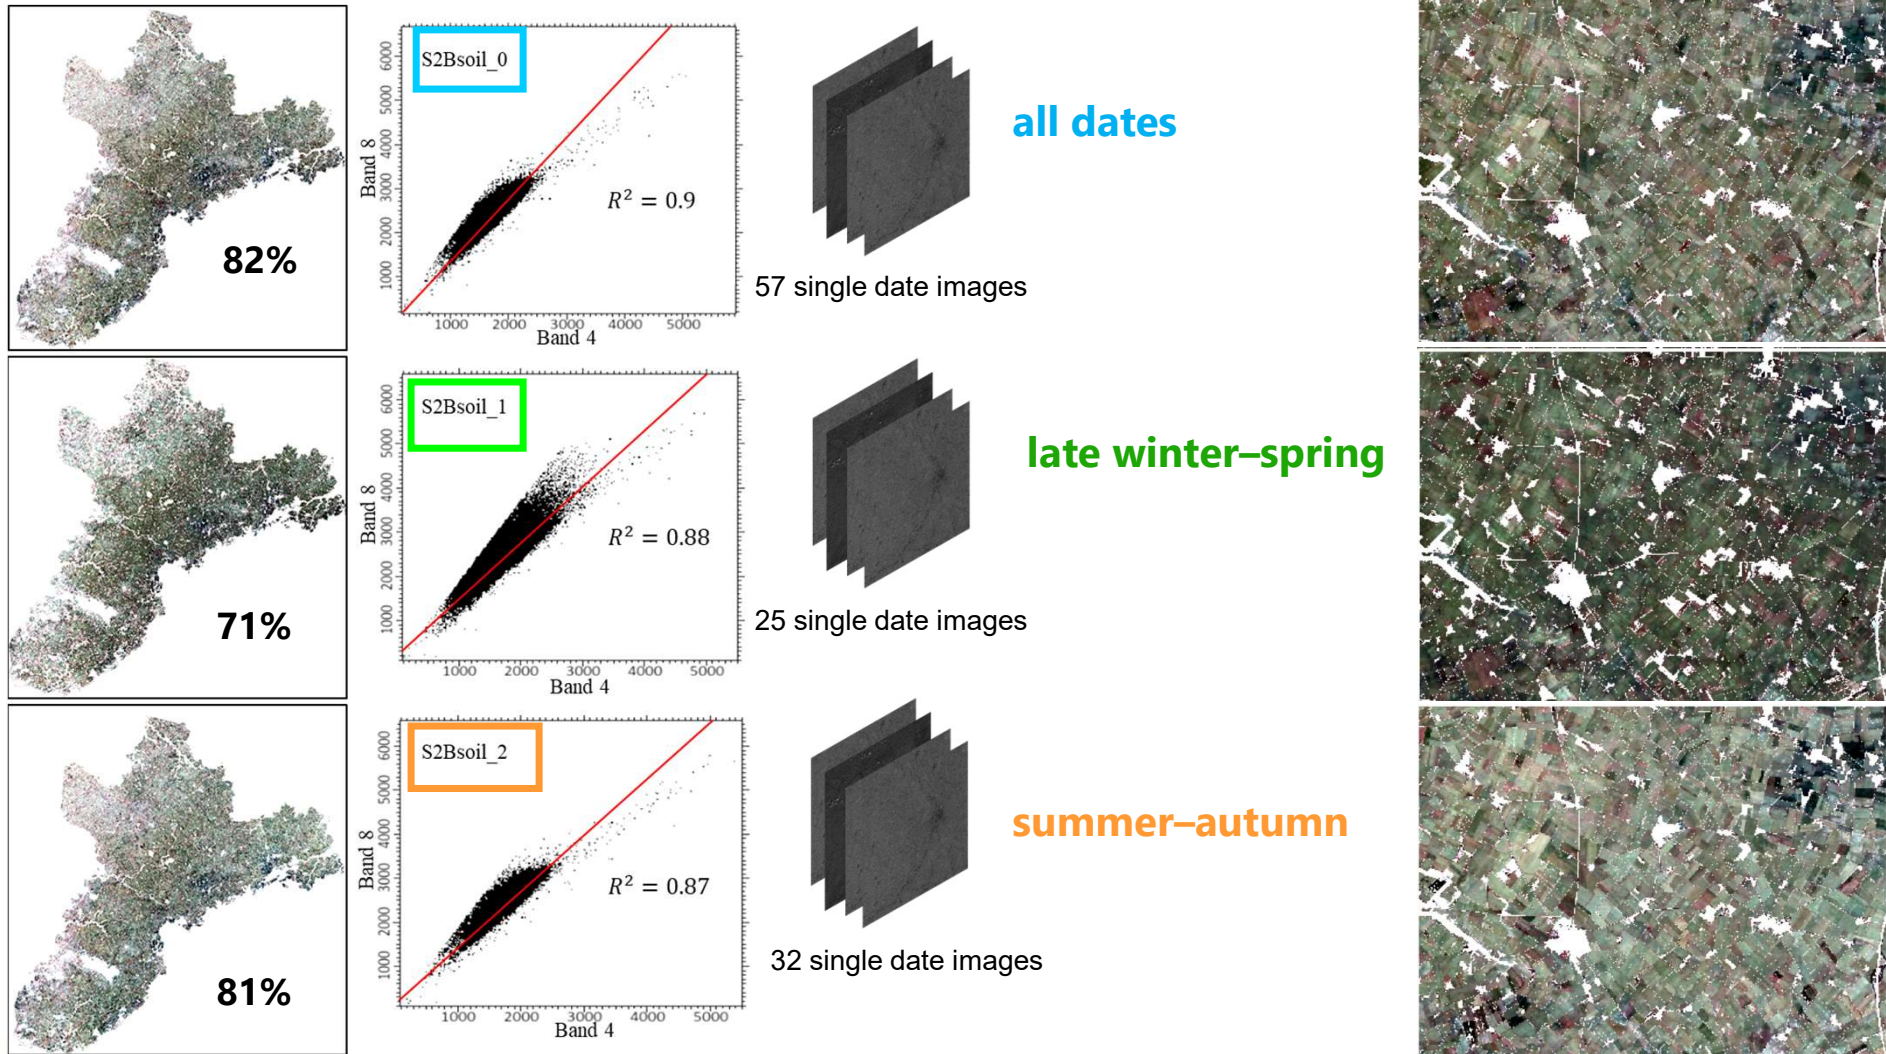 82%
S2Bsoil_0
R² = 0.9
Band 8
6000
5000
4000
3000
2000
1000
1000 2000 3000 4000 5000
Band 4
57 single date images
all dates
71%
S2Bsoil_1
R² = 0.88
Band 8
6000
5000
4000
3000
2000
1000
1000 2000 3000 4000 5000
Band 4
25 single date images
late winter–spring
81%
S2Bsoil_2
R² = 0.87
Band 8
6000
5000
4000
3000
2000
1000
1000 2000 3000 4000 5000
Band 4
32 single date images
summer–autumn